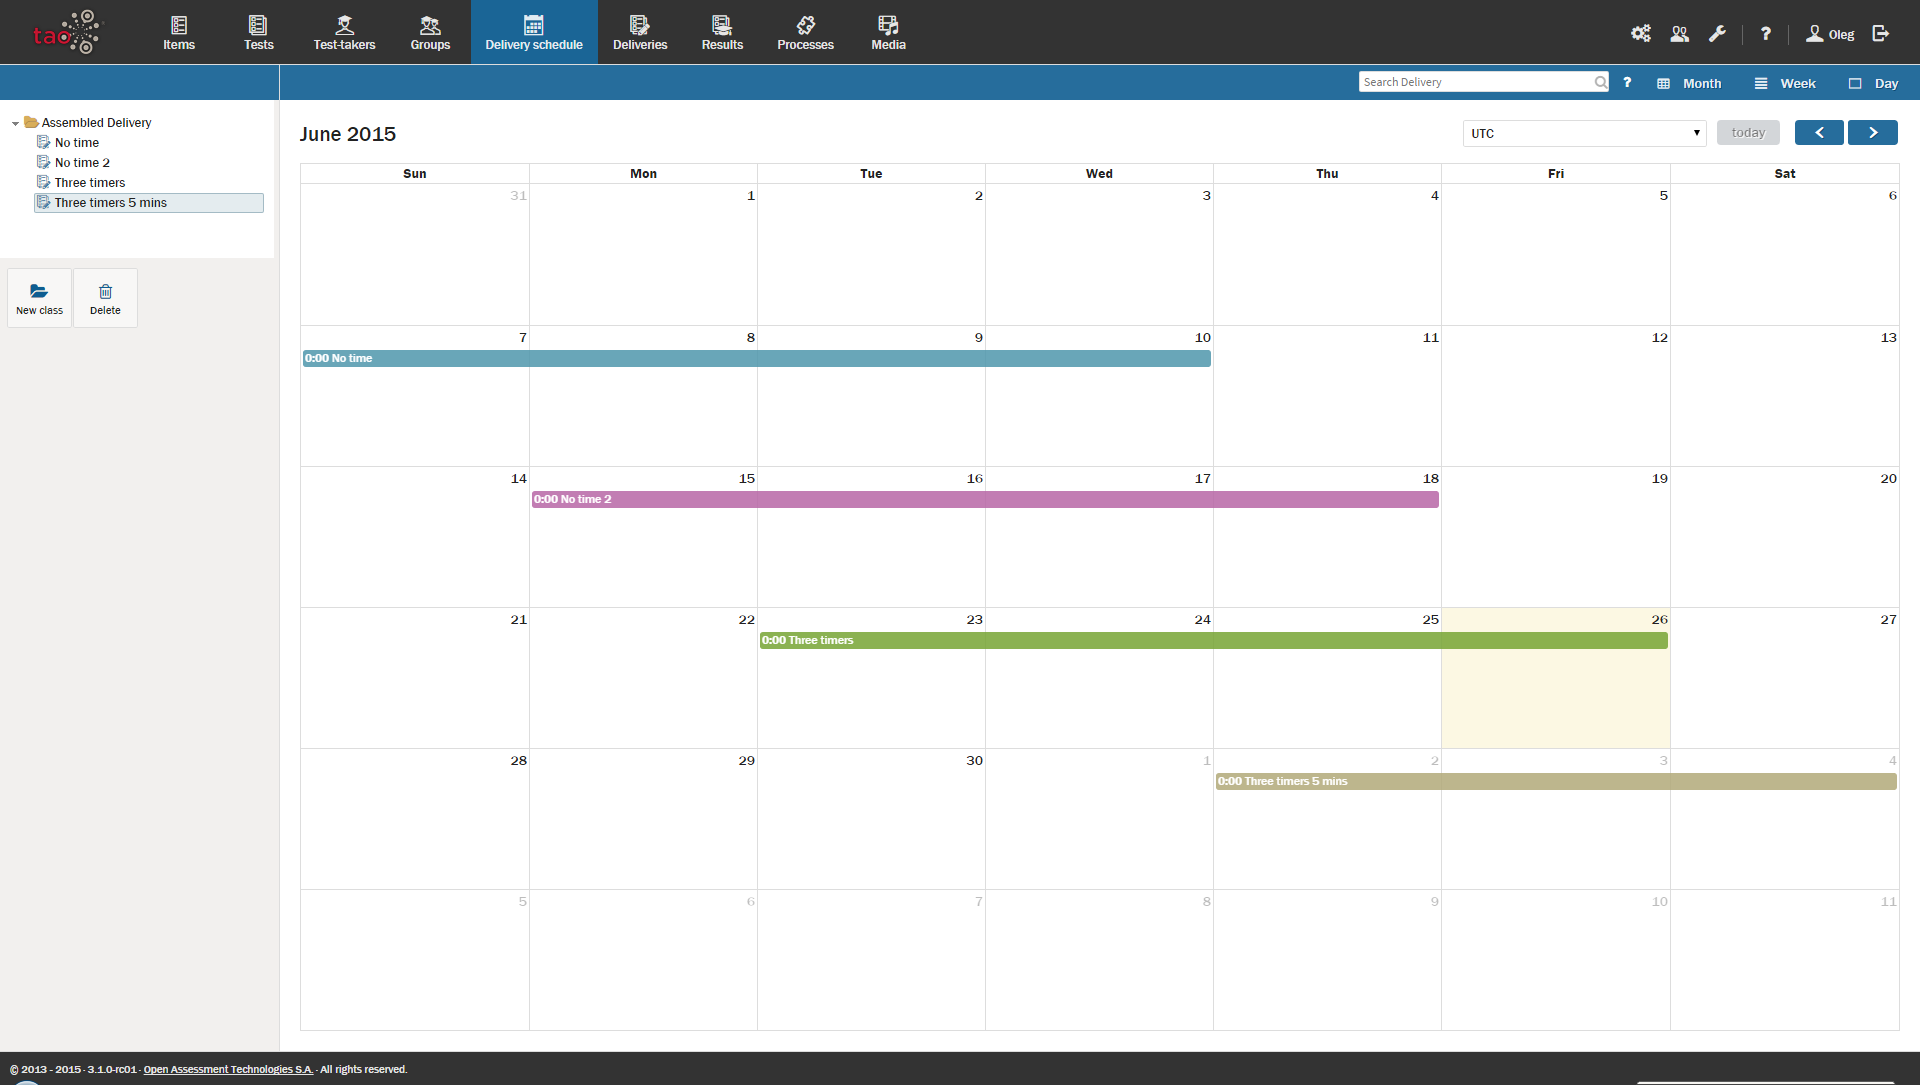 tao
Items
Tests
Test-takers
Groups
Delivery schedule
Deliveries
Results
Processes
Media
?
Oleg
Search Delivery
?
Month
Week
Day
Assembled Delivery
No time
No time 2
Three timers
Three timers 5 mins
New class
Delete
June 2015
UTC
today
Sun Mon Tue Wed Thu Fri Sat
31 1 2 3 4 5 6
7 8 9 10 11 12 13
0:00 No time
14 15 16 17 18 19 20
0:00 No time 2
21 22 23 24 25 26 27
0:00 Three timers
28 29 30 1 2 3 4
0:00 Three timers 5 mins
5 6 7 8 9 10 11
© 2013 - 2015 · 3.1.0-rc01 · Open Assessment Technologies S.A. · All rights reserved.